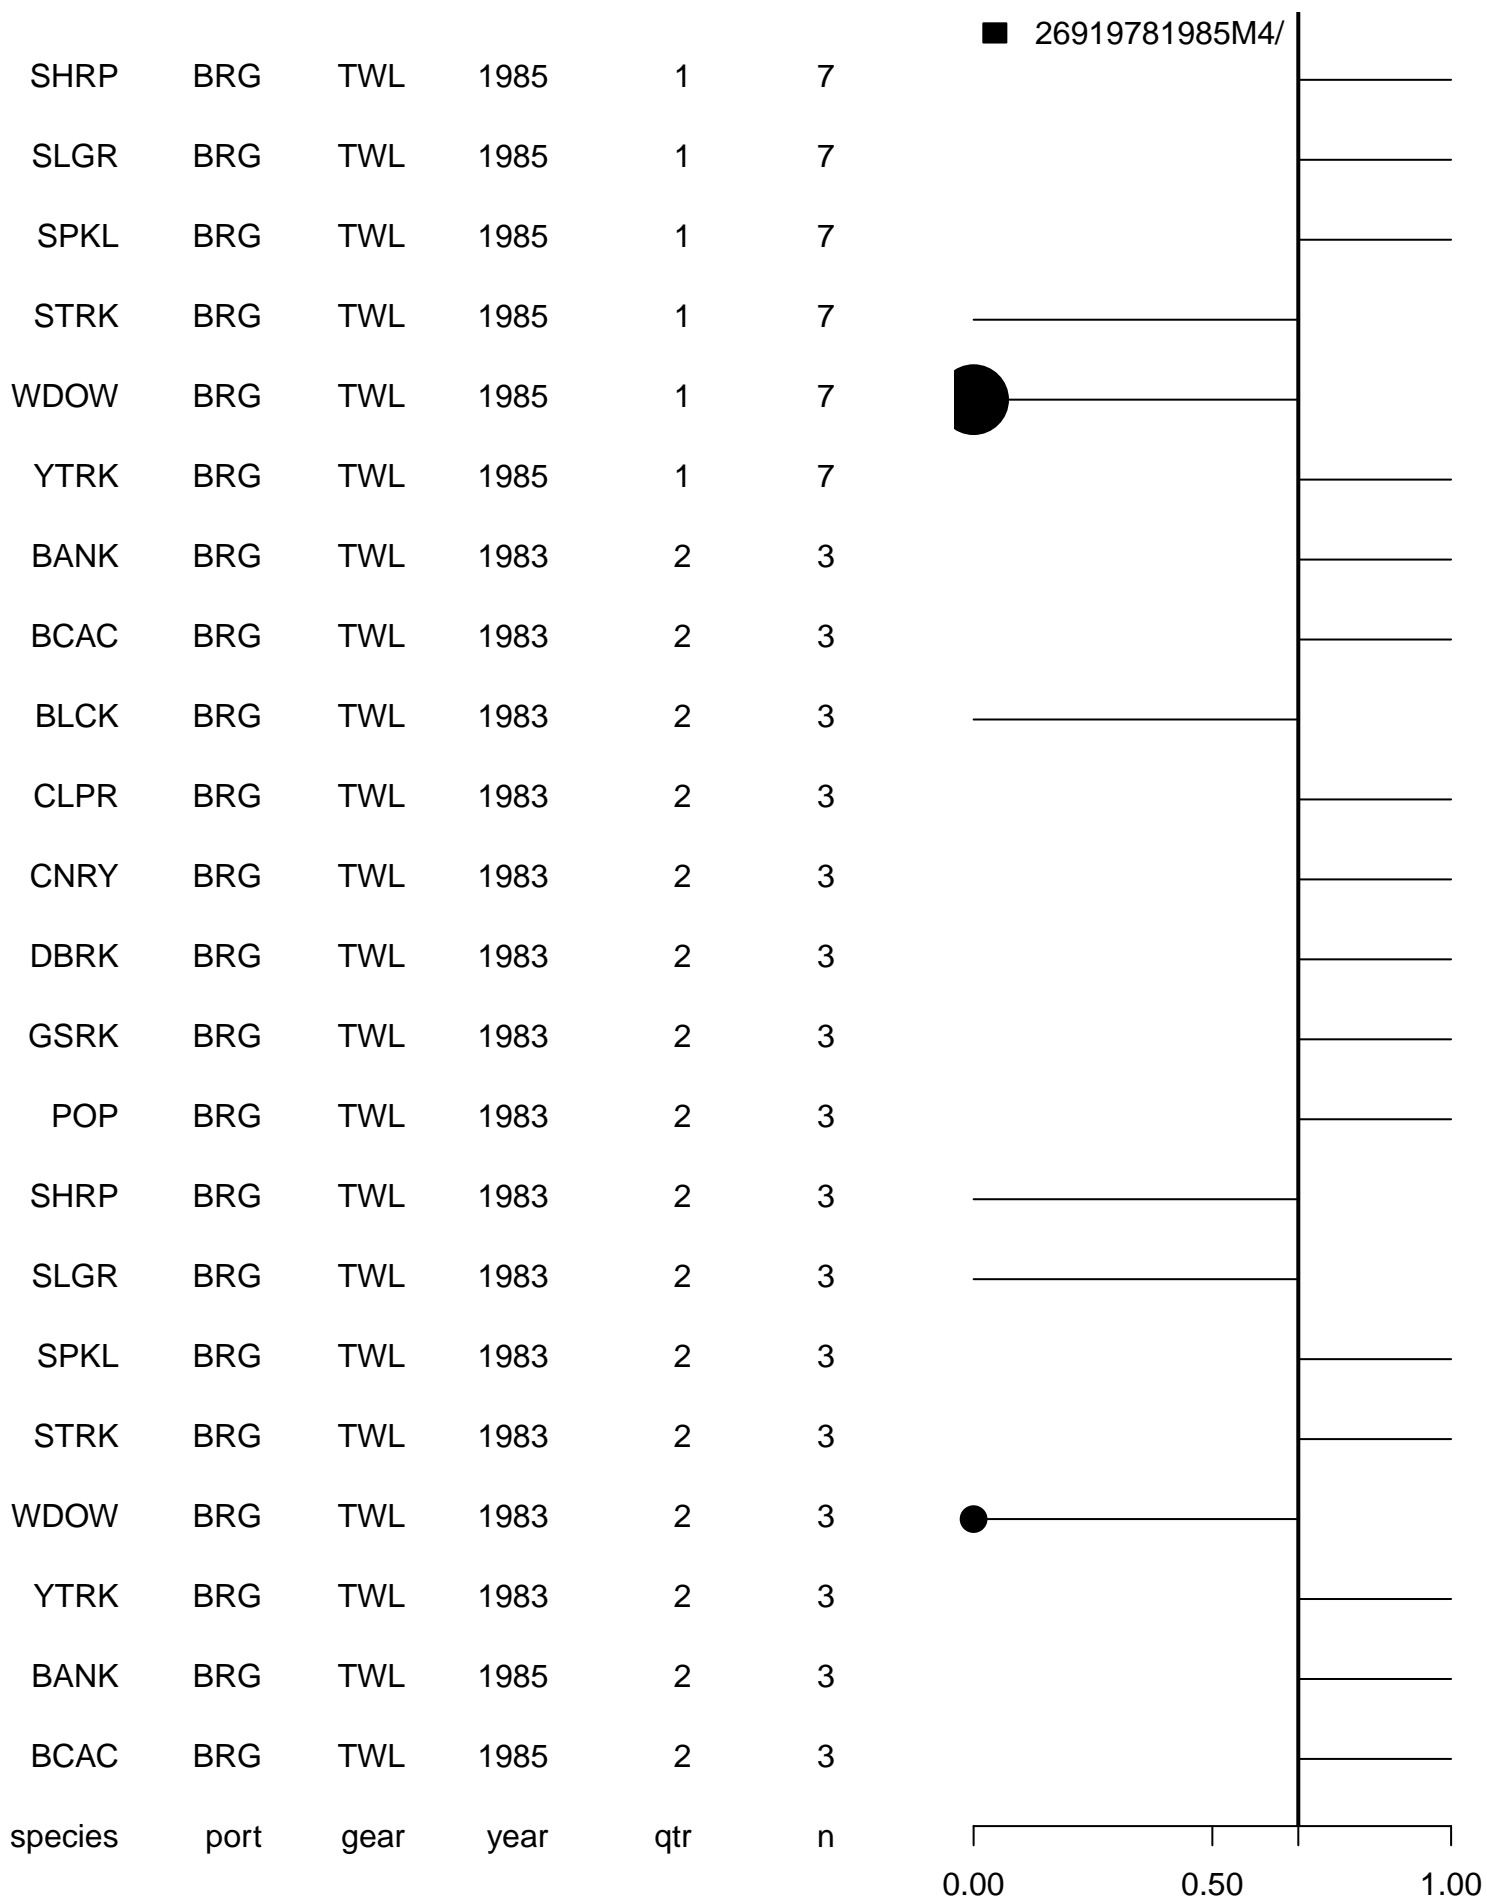 26919781985M4/
SHRP BRG TWL 1985 1 7
SLGR BRG TWL 1985 1 7
SPKL BRG TWL 1985 1 7
STRK BRG TWL 1985 1 7
WDOW BRG TWL 1985 1 7
YTRK BRG TWL 1985 1 7
BANK BRG TWL 1983 2 3
BCAC BRG TWL 1983 2 3
BLCK BRG TWL 1983 2 3
CLPR BRG TWL 1983 2 3
CNRY BRG TWL 1983 2 3
DBRK BRG TWL 1983 2 3
GSRK BRG TWL 1983 2 3
POP BRG TWL 1983 2 3
SHRP BRG TWL 1983 2 3
SLGR BRG TWL 1983 2 3
SPKL BRG TWL 1983 2 3
STRK BRG TWL 1983 2 3
WDOW BRG TWL 1983 2 3
YTRK BRG TWL 1983 2 3
BANK BRG TWL 1985 2 3
BCAC BRG TWL 1985 2 3
species port gear year qtr n
0.00 0.50 1.00